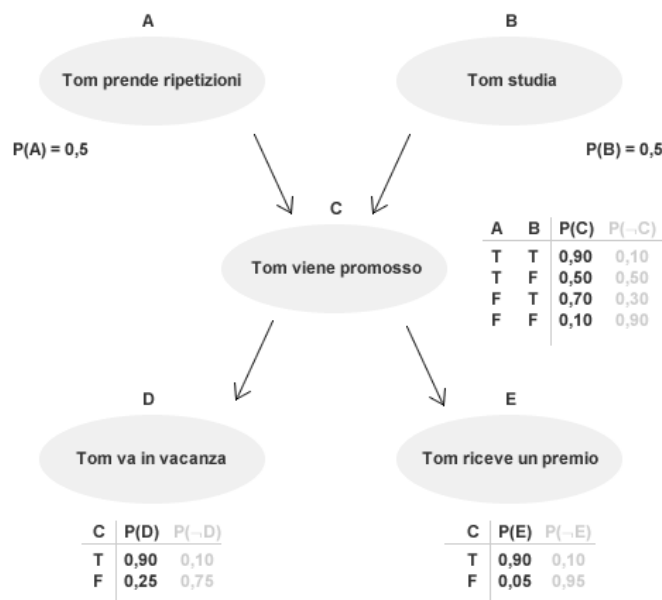 A
B
Tom prende ripetizioni
Tom studia
P(A) = 0,5
P(B) = 0,5
C
Tom viene promosso
A B P(C) P(¬C)
T T 0,90 0,10
T F 0,50 0,50
F T 0,70 0,30
F F 0,10 0,90
D
E
Tom va in vacanza
Tom riceve un premio
C P(D) P(¬D)
T 0,90 0,10
F 0,25 0,75
C P(E) P(¬E)
T 0,90 0,10
F 0,05 0,95